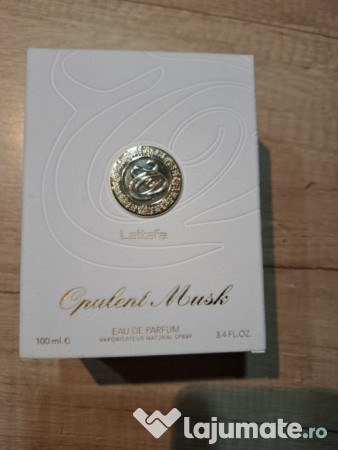 Lattafa
Opulent Musk
EAU DE PARFUM
VAPORISATEUR NATURAL SPRAY
100 ml. e 3.4 FL.OZ.
lajumate.ro